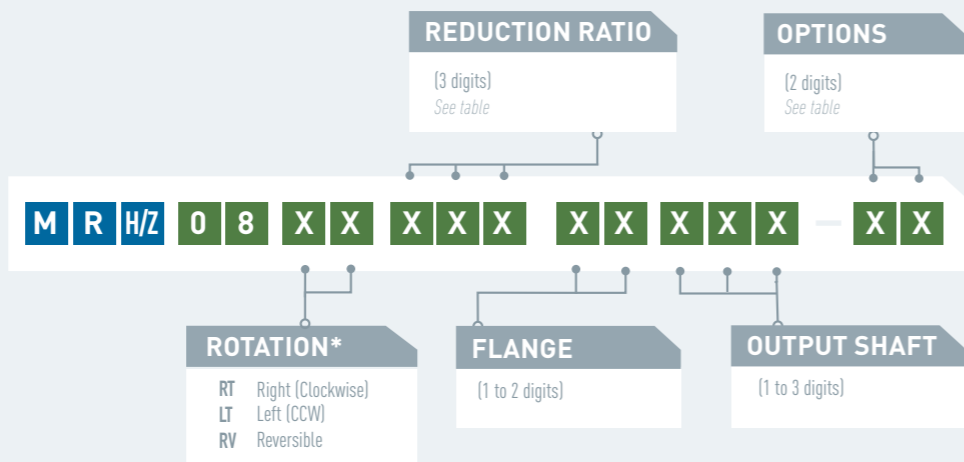 REDUCTION RATIO
(3 digits)
See table
OPTIONS
(2 digits)
See table
M R H/Z 0 8 X X X X X X X X X X – X X
ROTATION*
RT Right (Clockwise)
LT Left (CCW)
RV Reversible
FLANGE
(1 to 2 digits)
OUTPUT SHAFT
(1 to 3 digits)